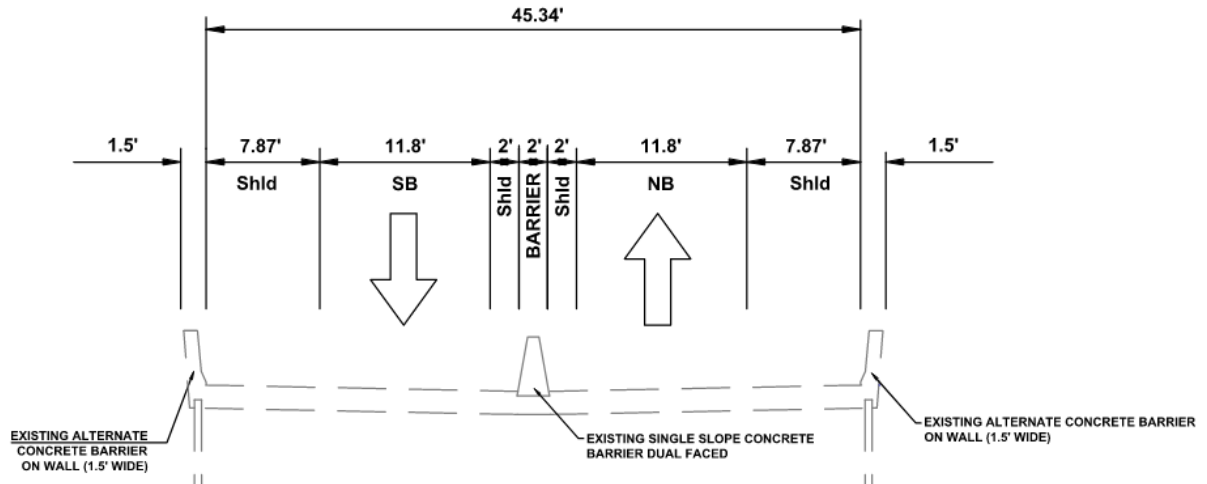 45.34'
1.5' 7.87' 11.8' 2' 2' 2' 11.8' 7.87' 1.5'
Shld SB Shld BARRIER Shld NB Shld
EXISTING ALTERNATE
CONCRETE BARRIER
ON WALL (1.5' WIDE)
EXISTING SINGLE SLOPE CONCRETE
BARRIER DUAL FACED
EXISTING ALTERNATE CONCRETE BARRIER
ON WALL (1.5' WIDE)